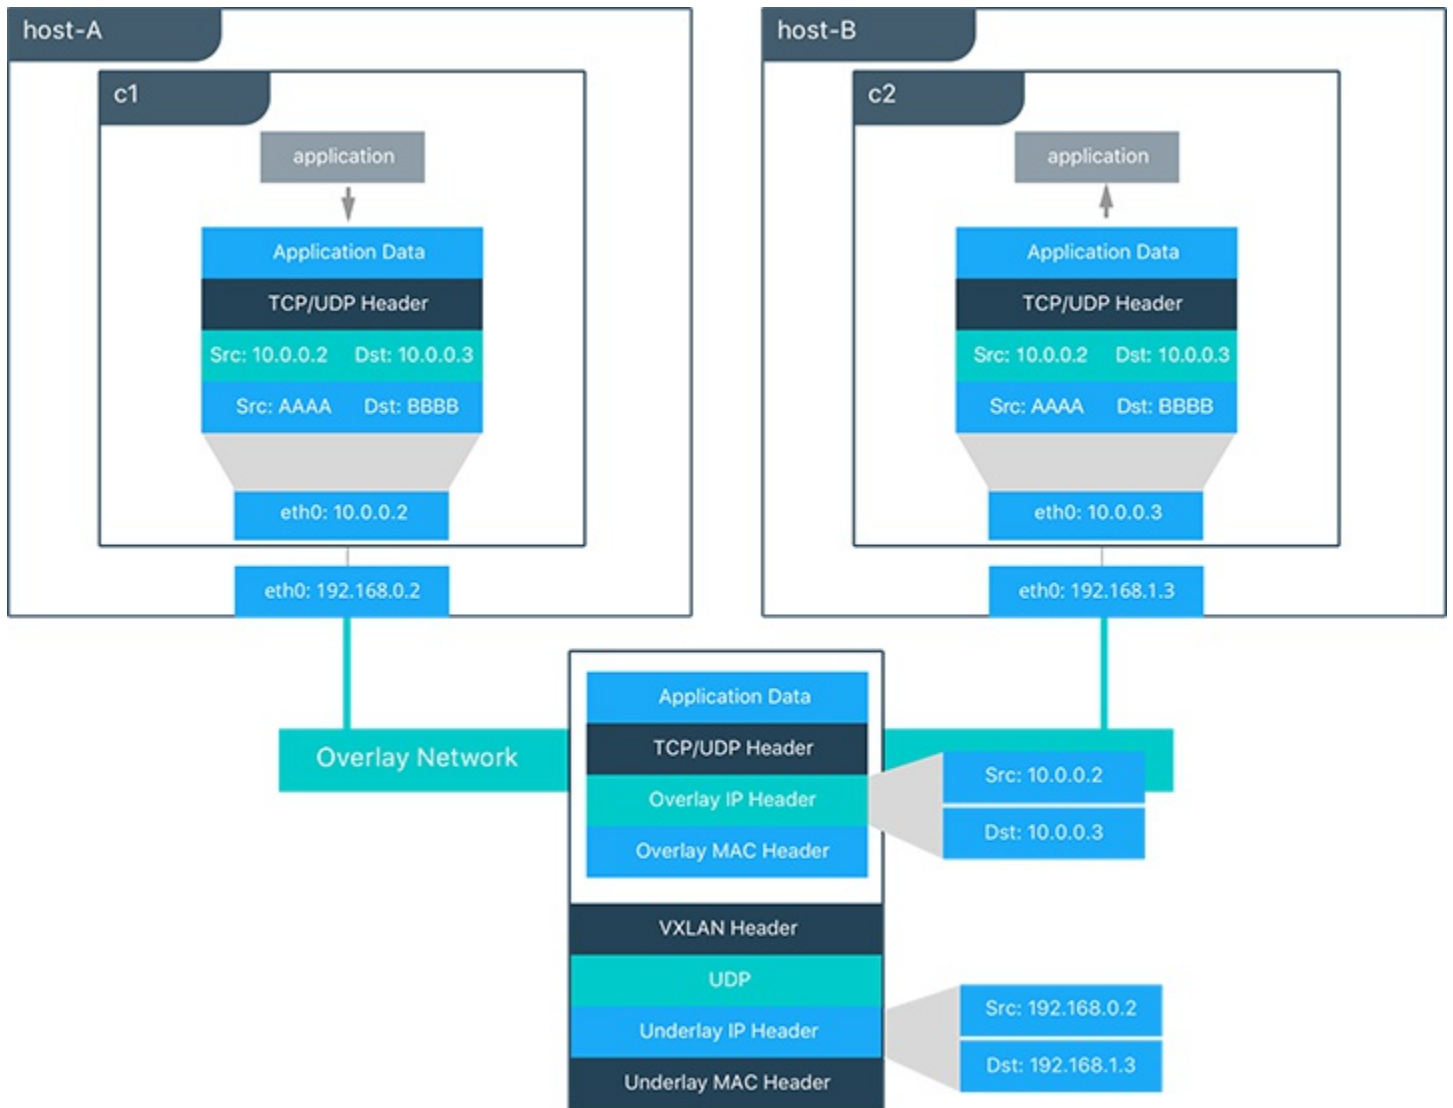 host-A
c1
application
Application Data
TCP/UDP Header
Src: 10.0.0.2 Dst: 10.0.0.3
Src: AAAA Dst: BBBB
eth0: 10.0.0.2
eth0: 192.168.0.2
host-B
c2
application
Application Data
TCP/UDP Header
Src: 10.0.0.2 Dst: 10.0.0.3
Src: AAAA Dst: BBBB
eth0: 10.0.0.3
eth0: 192.168.1.3
Overlay Network
Application Data
TCP/UDP Header
Overlay IP Header
Overlay MAC Header
Src: 10.0.0.2
Dst: 10.0.0.3
VXLAN Header
UDP
Underlay IP Header
Underlay MAC Header
Src: 192.168.0.2
Dst: 192.168.1.3